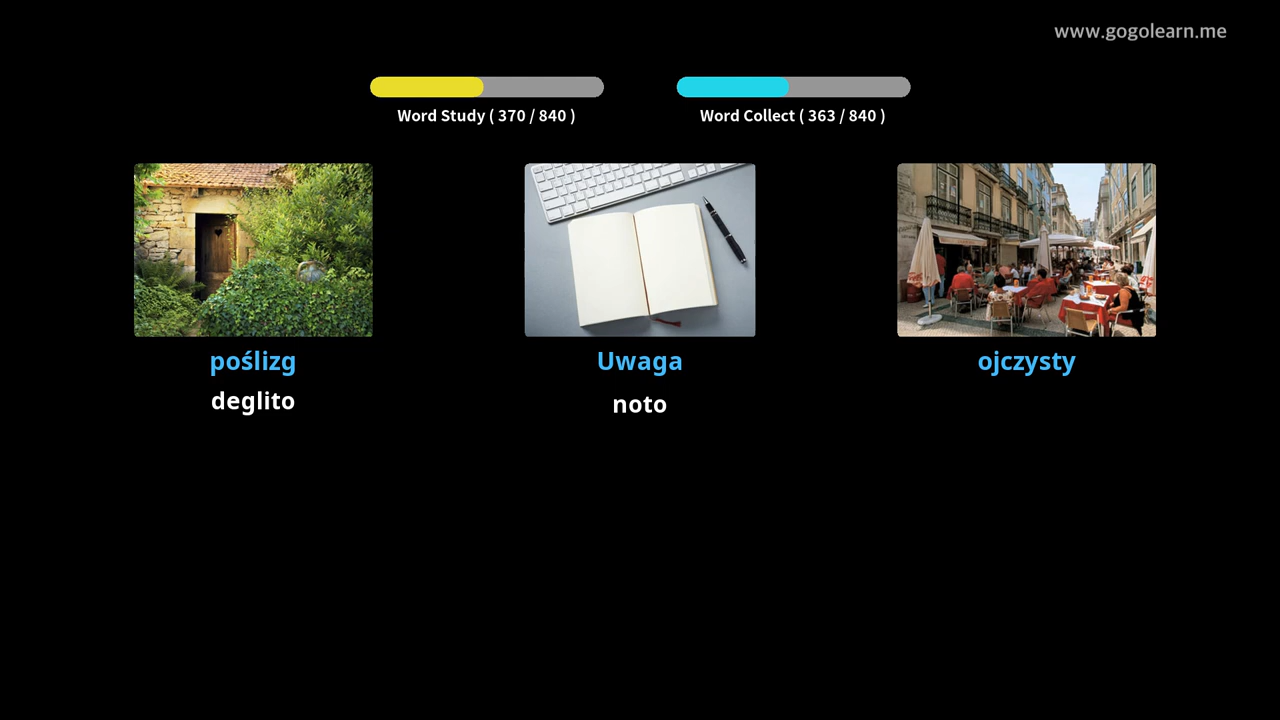 www.gogolearn.me
Word Study ( 370 / 840 )
Word Collect ( 363 / 840 )
poślizg
Uwaga
ojczysty
deglito
noto